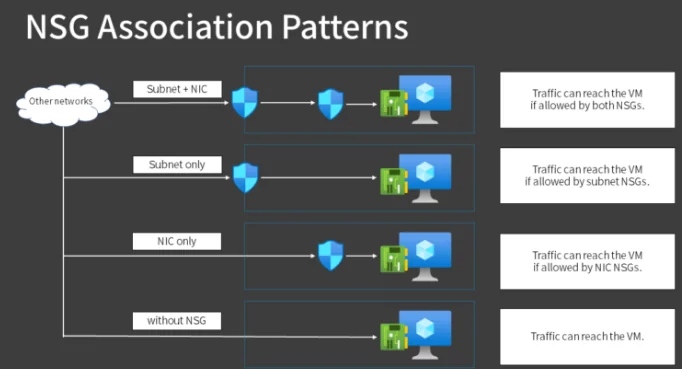 NSG Association Patterns
Other networks
Subnet + NIC
Traffic can reach the VM
if allowed by both NSGs.
Subnet only
Traffic can reach the VM
if allowed by subnet NSGs.
NIC only
Traffic can reach the VM
if allowed by NIC NSGs.
without NSG
Traffic can reach the VM.